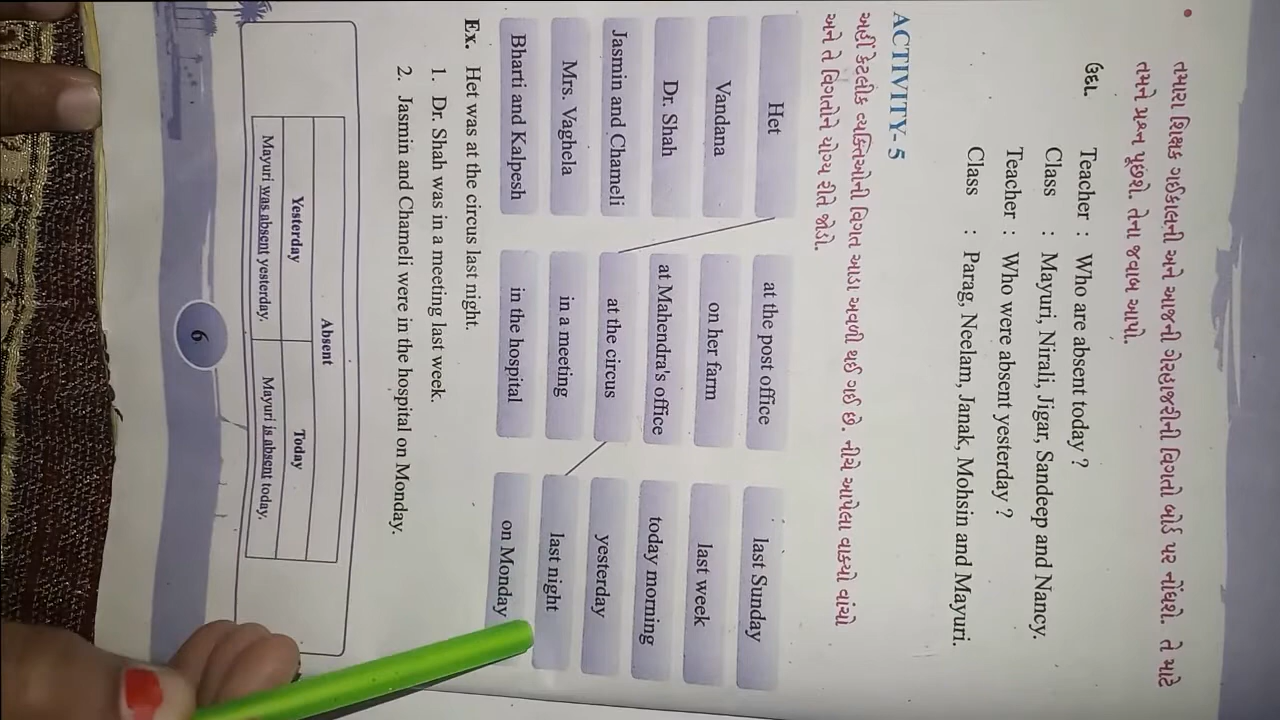 • તમારા શિક્ષક ગઈકાલની અને આજની ગેરહાજરીની વિગતો બોર્ડ પર નોંધશે. તે માટે
તમને પ્રશ્ન પૂછશે. તેના જવાબ આપો.
ઉદા. Teacher : Who are absent today ?
Class : Mayuri, Nirali, Jigar, Sandeep and Nancy.
Teacher : Who were absent yesterday ?
Class : Parag, Neelam, Janak, Mohsin and Mayuri.
ACTIVITY- 5
અહીં કેટલીક વ્યક્તિઓની વિગત આડા અવળી થઈ ગઈ છે. નીચે આપેલા વાક્યો વાંચો
અને તે વિગતોને યોગ્ય રીતે જોડો.
Het at the post office last Sunday
Vandana on her farm last week
Dr. Shah at Mahendra's office today morning
Jasmin and Chameli at the circus yesterday
Mrs. Vaghela in a meeting last night
Bharti and Kalpesh in the hospital on Monday
Ex. Het was at the circus last night.
1. Dr. Shah was in a meeting last week.
2. Jasmin and Chameli were in the hospital on Monday.
Absent
Yesterday Today
Mayuri was absent yesterday. Mayuri is absent today.
6